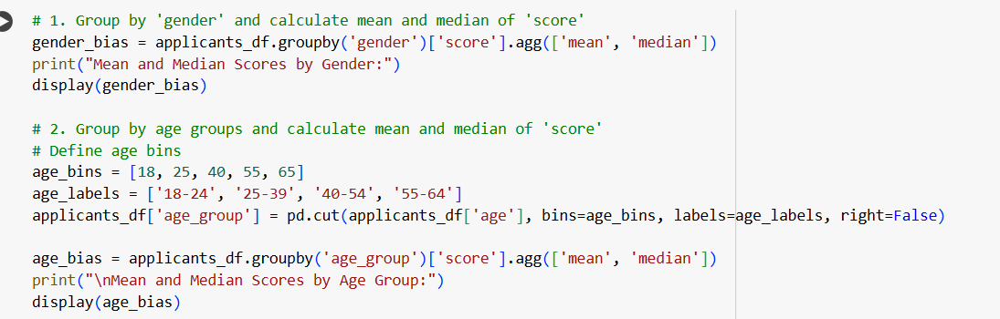 # 1. Group by 'gender' and calculate mean and median of 'score'
gender_bias = applicants_df.groupby('gender')['score'].agg(['mean', 'median'])
print("Mean and Median Scores by Gender:")
display(gender_bias)
# 2. Group by age groups and calculate mean and median of 'score'
# Define age bins
age_bins = [18, 25, 40, 55, 65]
age_labels = ['18-24', '25-39', '40-54', '55-64']
applicants_df['age_group'] = pd.cut(applicants_df['age'], bins=age_bins, labels=age_labels, right=False)
age_bias = applicants_df.groupby('age_group')['score'].agg(['mean', 'median'])
print("\nMean and Median Scores by Age Group:")
display(age_bias)